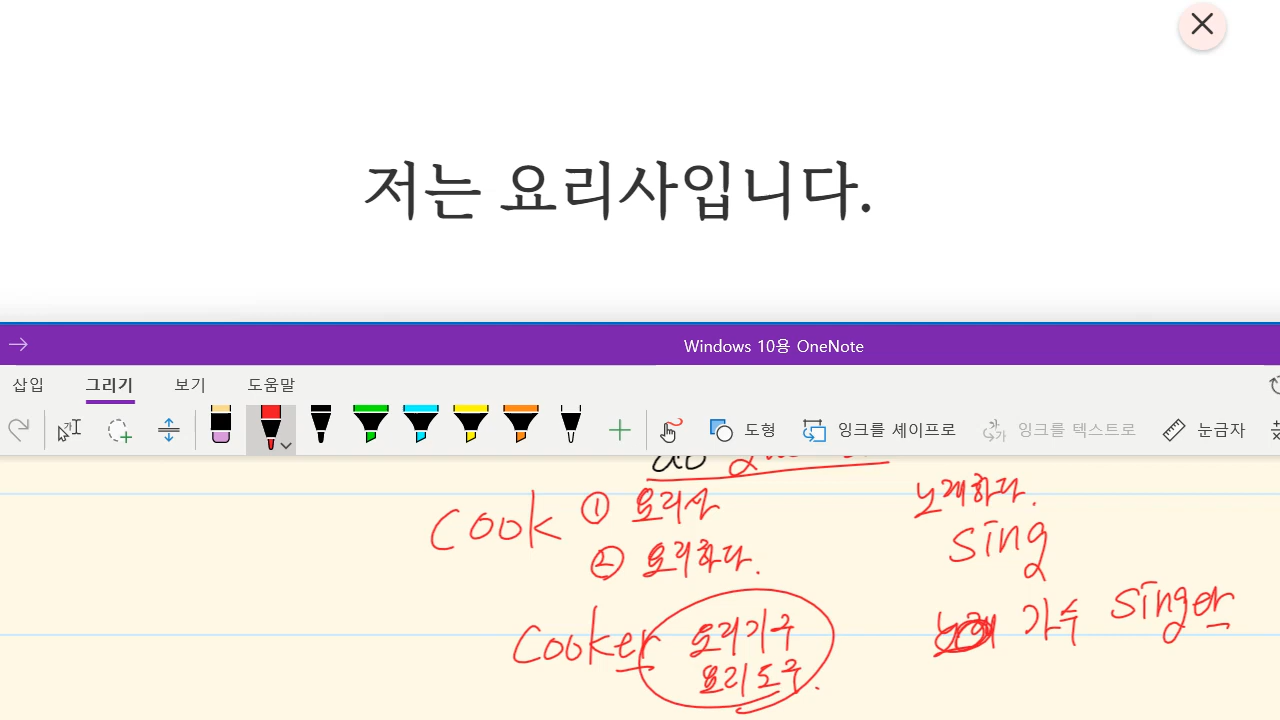 저는 요리사입니다.
Windows 10용 OneNote
삽입 그리기 보기 도움말
도형 잉크를 셰이프로 잉크를 텍스트로 눈금자
cook ① 요리사 노래하다.
② 요리하다. sing
cooker 요리기구 가수 singer
요리도구.